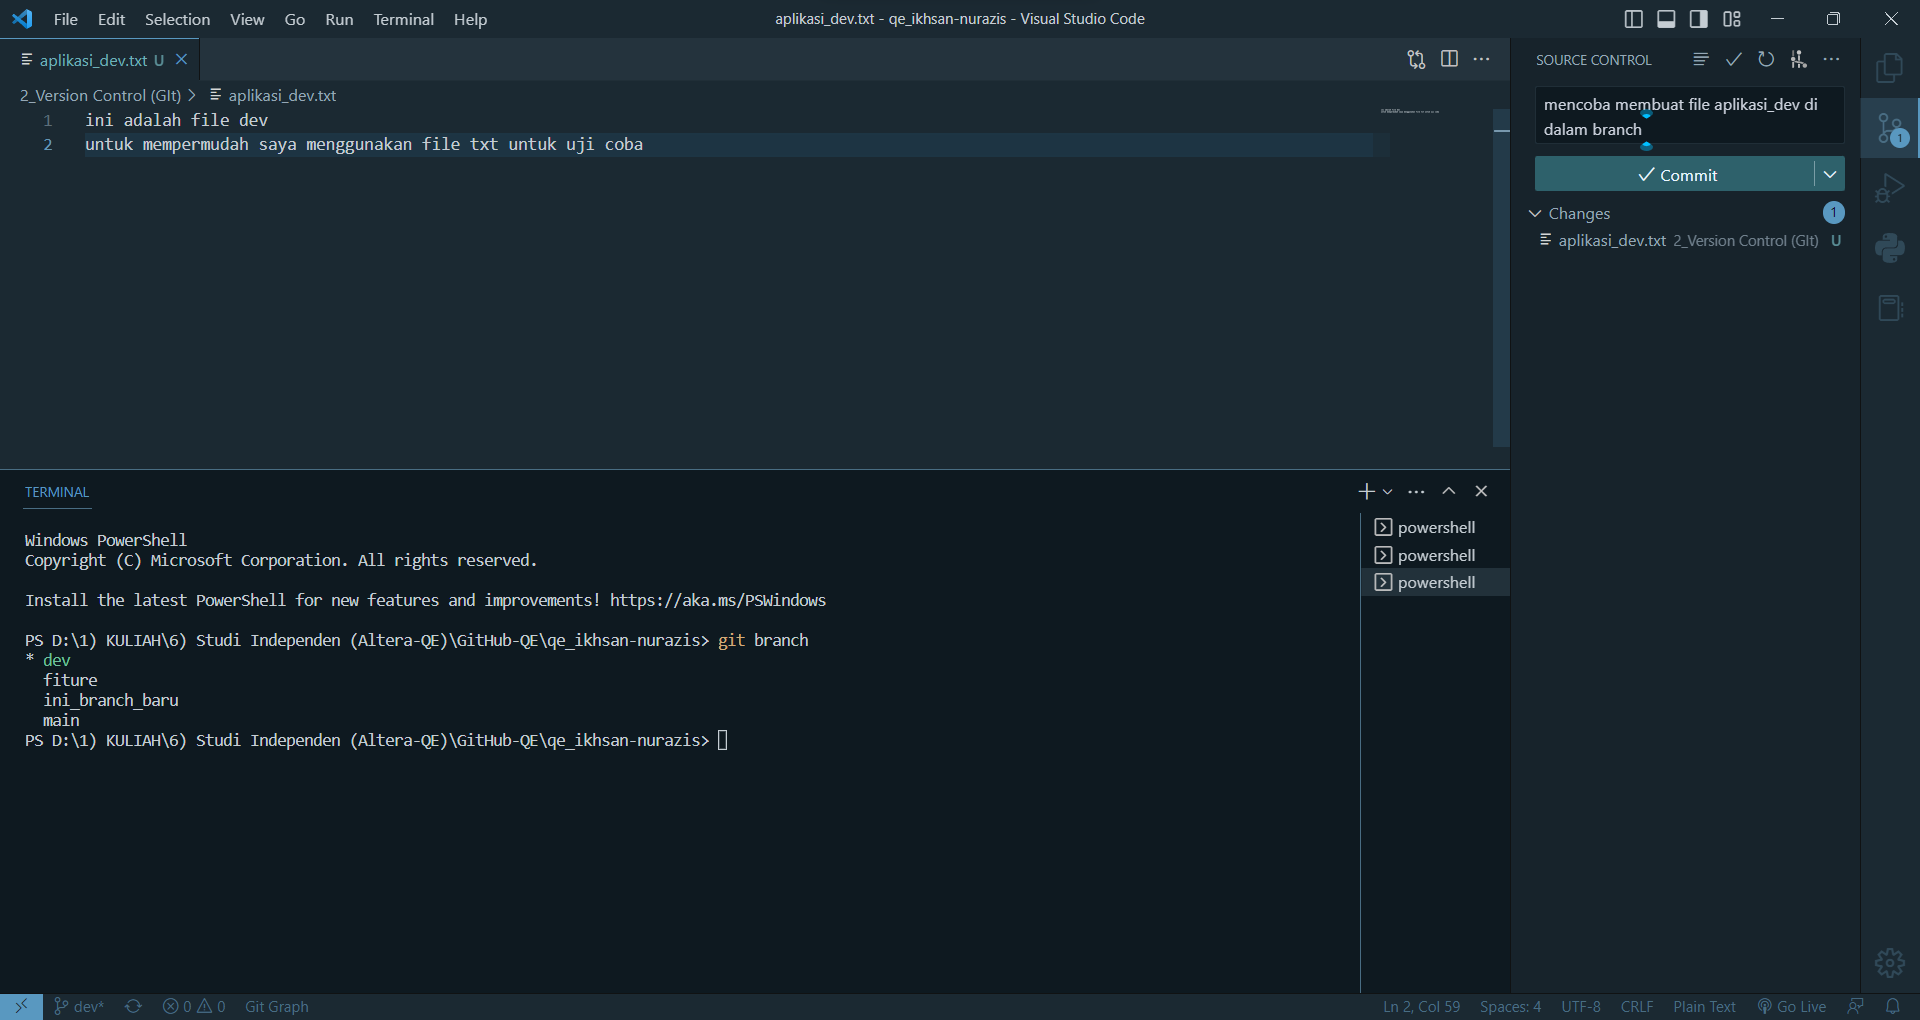 File Edit Selection View Go Run Terminal Help
aplikasi_dev.txt - qe_ikhsan-nurazis - Visual Studio Code
aplikasi_dev.txt U
2_Version Control (GIt) > aplikasi_dev.txt
1 ini adalah file dev
2 untuk mempermudah saya menggunakan file txt untuk uji coba
SOURCE CONTROL
mencoba membuat file aplikasi_dev di
dalam branch
1
Commit
Changes 1
aplikasi_dev.txt 2_Version Control (GIt) U
TERMINAL
powershell
powershell
powershell
Windows PowerShell
Copyright (C) Microsoft Corporation. All rights reserved.
Install the latest PowerShell for new features and improvements! https://aka.ms/PSWindows
PS D:\1) KULIAH\6) Studi Independen (Altera-QE)\GitHub-QE\qe_ikhsan-nurazis> git branch
* dev
fiture
ini_branch_baru
main
PS D:\1) KULIAH\6) Studi Independen (Altera-QE)\GitHub-QE\qe_ikhsan-nurazis>
dev* 0 0 Git Graph
Ln 2, Col 59 Spaces: 4 UTF-8 CRLF Plain Text Go Live